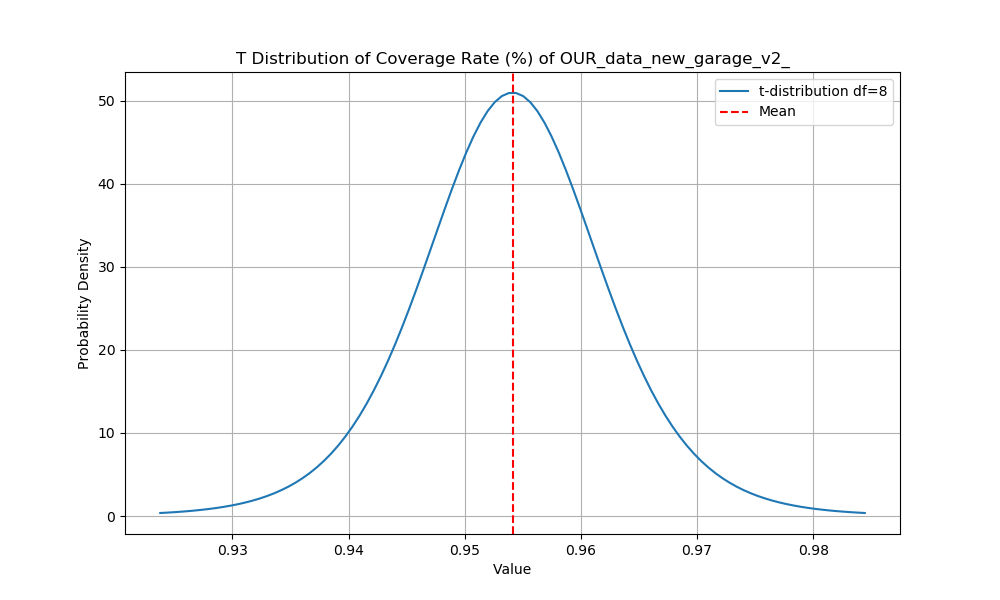 T Distribution of Coverage Rate (%) of OUR_data_new_garage_v2_
t-distribution df=8
Mean
Probability Density
50
40
30
20
10
0
0.93
0.94
0.95
0.96
0.97
0.98
Value